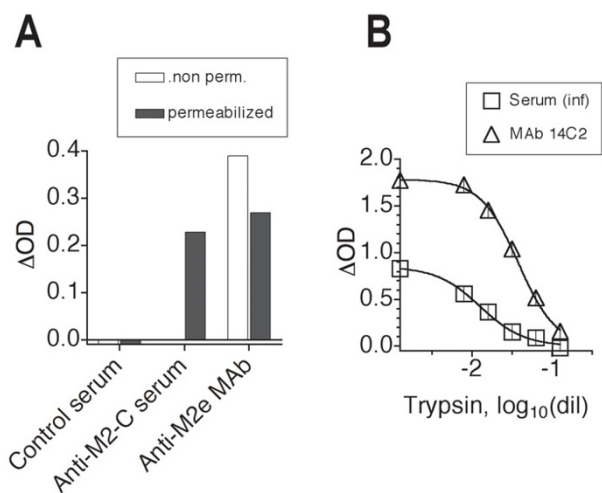 A
.non perm.
permeabilized
0.4
0.3
0.2
0.1
0.0
ΔOD
Control serum
Anti-M2-C serum
Anti-M2e MAb
B
Serum (inf)
MAb 14C2
2.0
1.5
1.0
0.5
0.0
ΔOD
-2
-1
Trypsin, log10(dil)